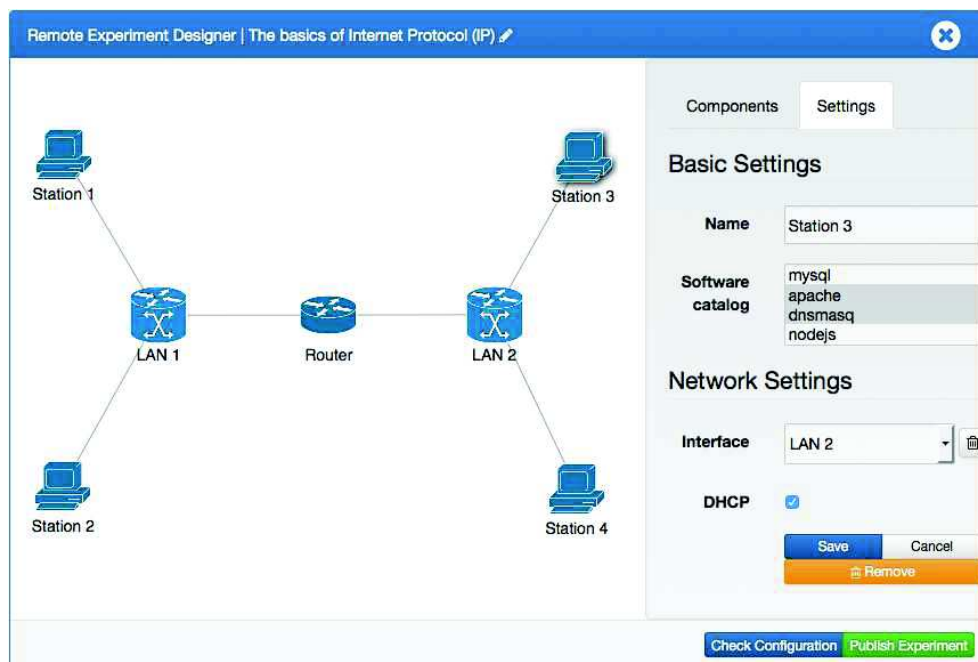 Remote Experiment Designer | The basics of Internet Protocol (IP)
Station 1
Station 3
LAN 1
Router
LAN 2
Station 2
Station 4
Components
Settings
Basic Settings
Name
Station 3
Software
catalog
mysql
apache
dnsmasq
nodejs
Network Settings
Interface
LAN 2
DHCP
Save
Cancel
Remove
Check Configuration
Publish Experiment